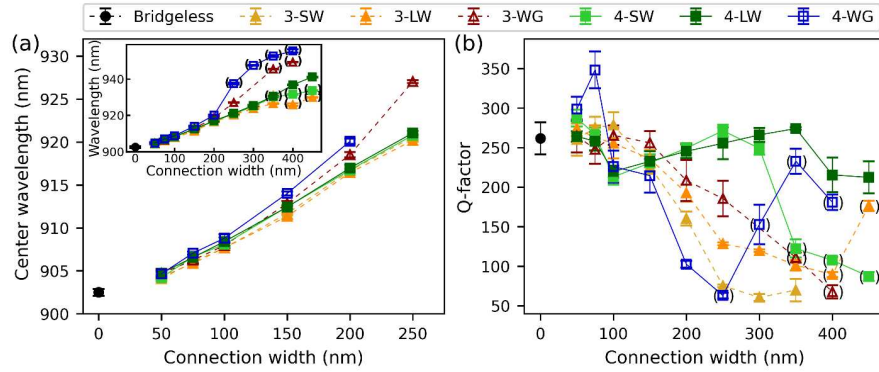 Bridgeless 3-SW 3-LW 3-WG 4-SW 4-LW 4-WG
(a)
Center wavelength (nm)
930
925
920
915
910
905
900
0 50 100 150 200 250
Connection width (nm)
Wavelength (nm)
940
920
900
0 100 200 300 400
Connection width (nm)
(b)
Q-factor
350
300
250
200
150
100
50
0 100 200 300 400
Connection width (nm)